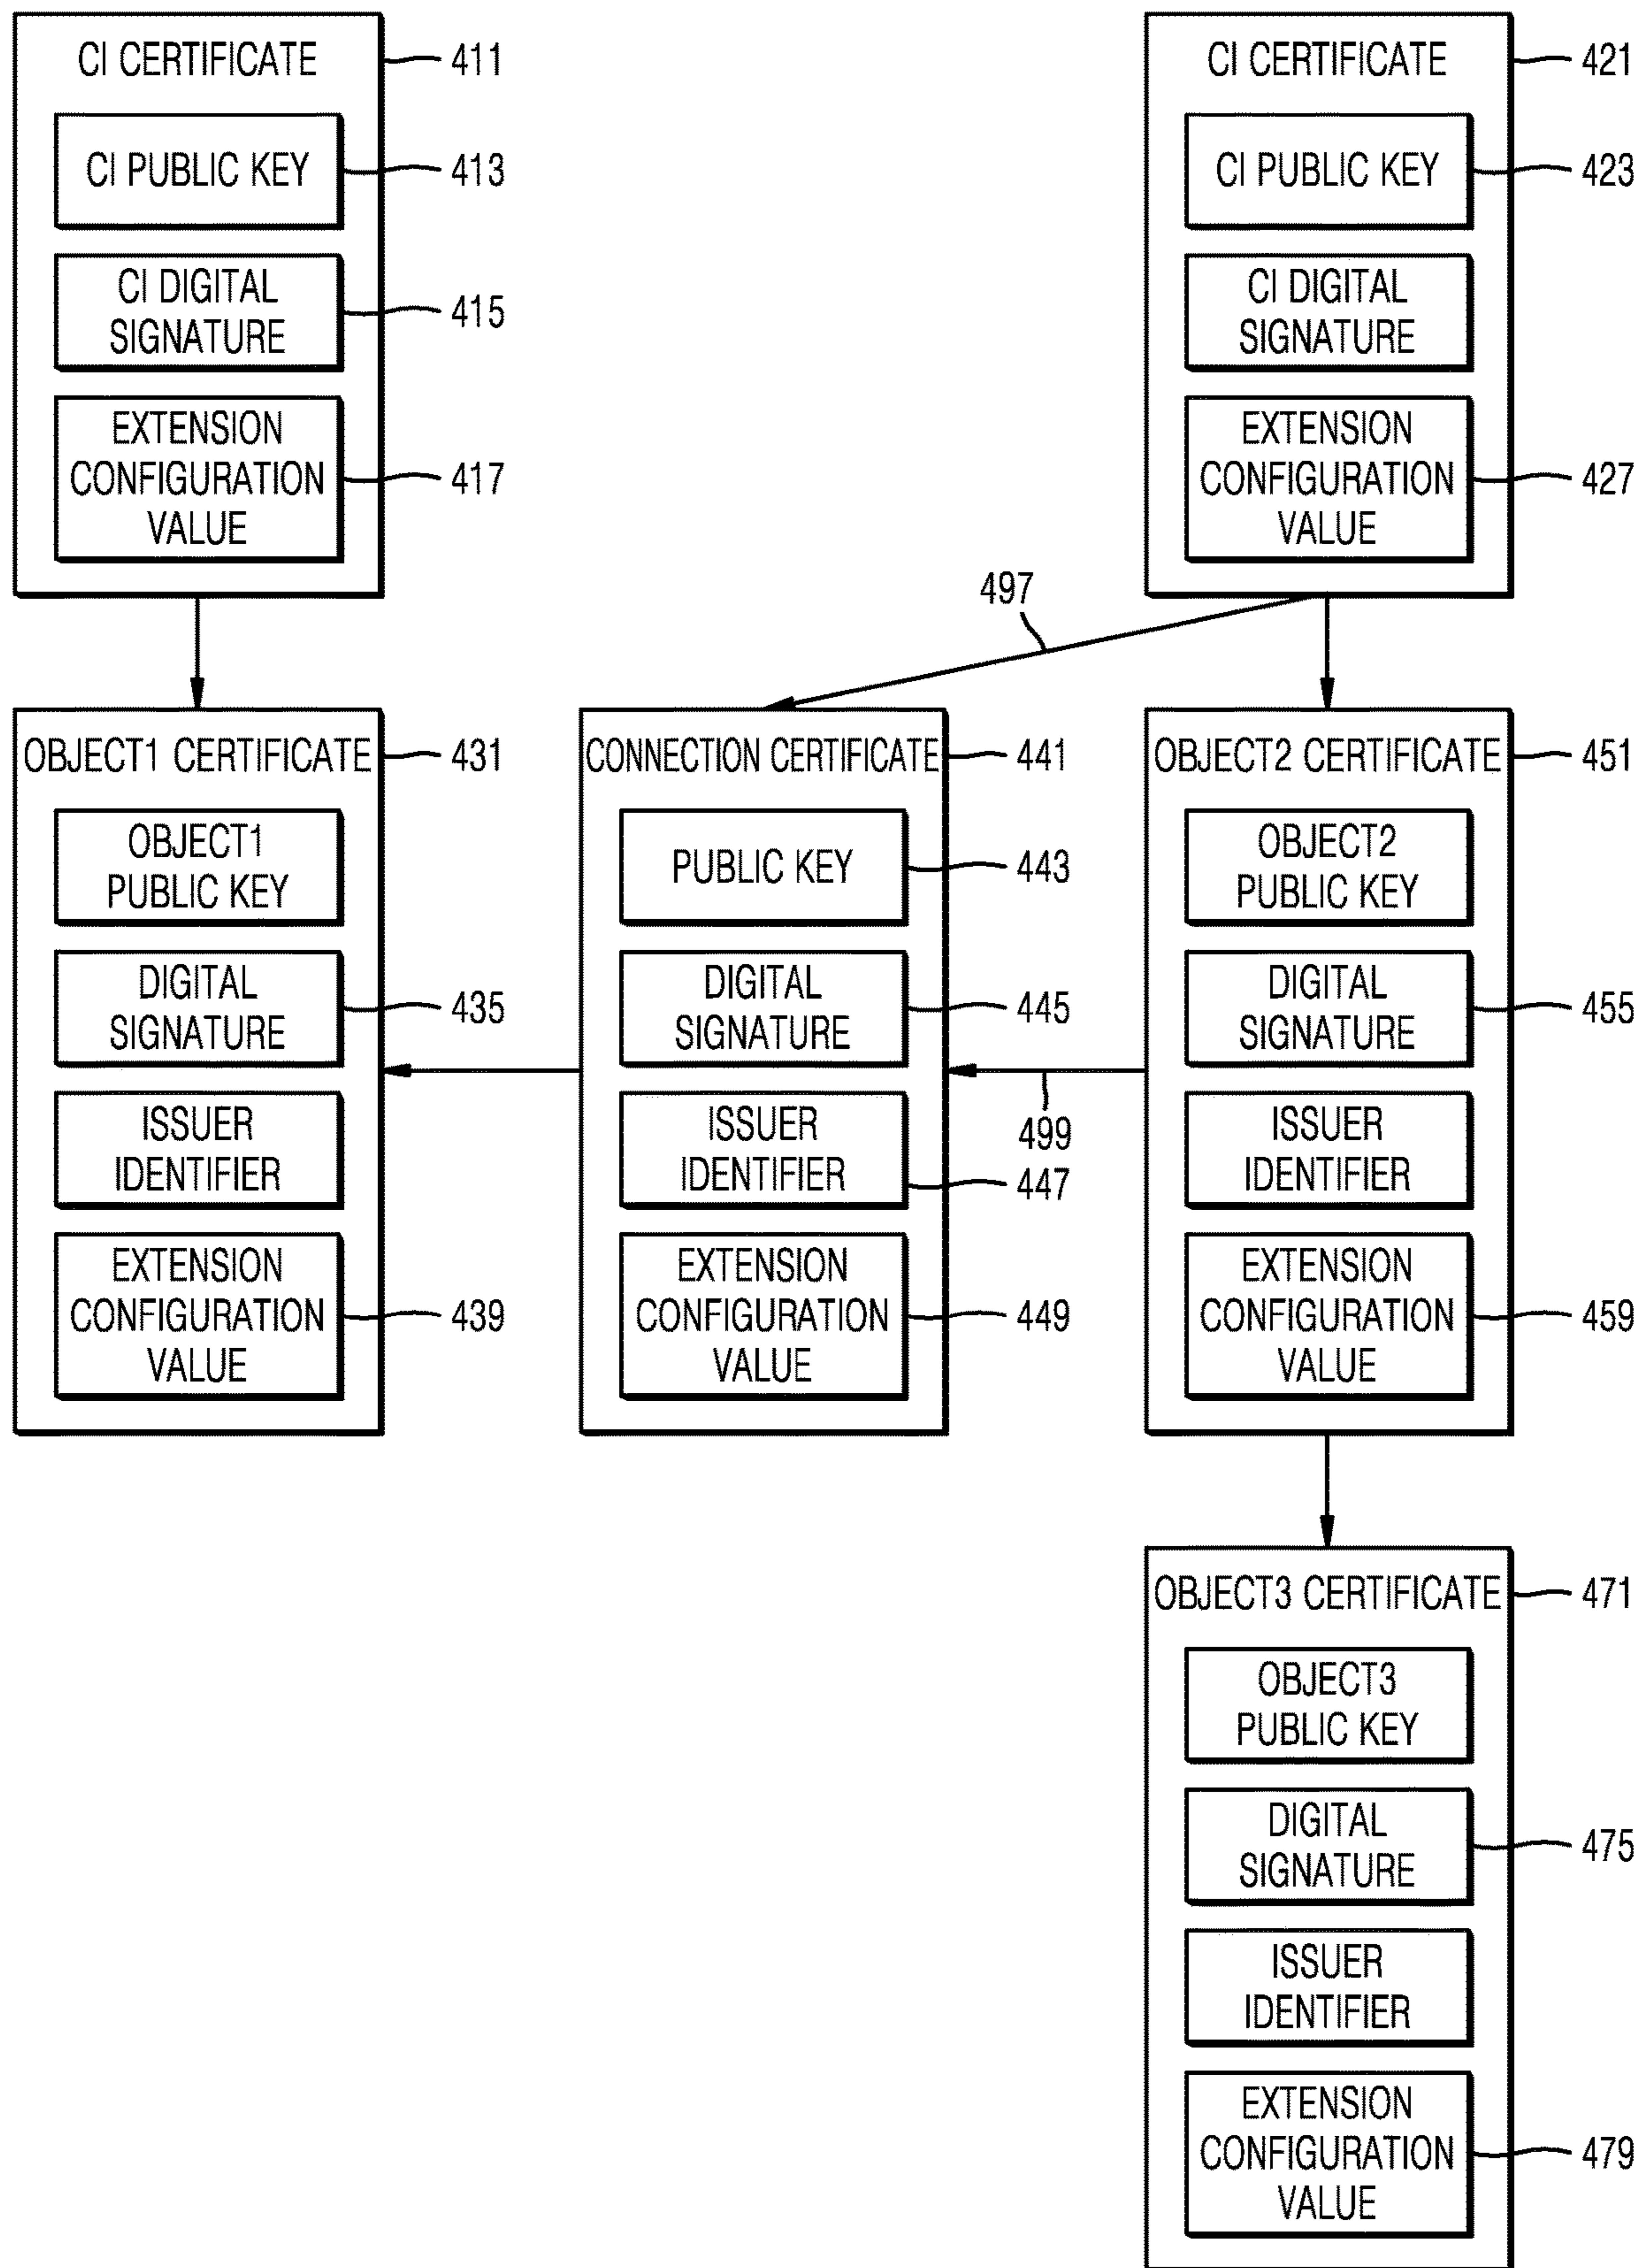 CI CERTIFICATE
411
CI PUBLIC KEY
413
CI DIGITAL
SIGNATURE
415
EXTENSION
CONFIGURATION
VALUE
417
CI CERTIFICATE
421
CI PUBLIC KEY
423
CI DIGITAL
SIGNATURE
EXTENSION
CONFIGURATION
VALUE
427
497
OBJECT1 CERTIFICATE
431
OBJECT1
PUBLIC KEY
DIGITAL
SIGNATURE
435
ISSUER
IDENTIFIER
EXTENSION
CONFIGURATION
VALUE
439
CONNECTION CERTIFICATE
441
PUBLIC KEY
443
DIGITAL
SIGNATURE
445
ISSUER
IDENTIFIER
447
EXTENSION
CONFIGURATION
VALUE
449
499
OBJECT2 CERTIFICATE
451
OBJECT2
PUBLIC KEY
DIGITAL
SIGNATURE
455
ISSUER
IDENTIFIER
EXTENSION
CONFIGURATION
VALUE
459
OBJECT3 CERTIFICATE
471
OBJECT3
PUBLIC KEY
DIGITAL
SIGNATURE
475
ISSUER
IDENTIFIER
EXTENSION
CONFIGURATION
VALUE
479